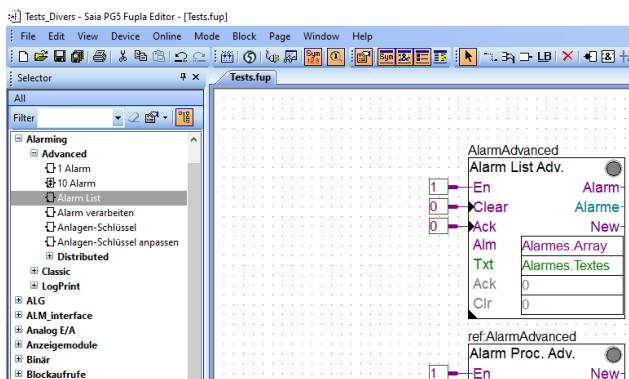 Tests_Divers - Saia PG5 Fupla Editor - [Tests.fup]
File Edit View Device Online Mode Block Page Window Help
Sym 123 Sym LB
Selector Tests.fup
All
Filter
Alarming
Advanced
1 Alarm
10 Alarm
Alarm List
Alarm verarbeiten
Anlagen-Schlüssel
Anlagen-Schlüssel anpassen
Distributed
Classic
LogPrint
ALG
ALM_interface
Analog E/A
Anzeigemodule
Binär
Blockaufrufe
AlarmAdvanced
Alarm List Adv.
1 En Alarm
0 Clear Alarme
0 Ack New
Alm Alarmes.Array
Txt Alarmes.Textes
Ack 0
Clr 0
ref:AlarmAdvanced
Alarm Proc. Adv.
1 En New